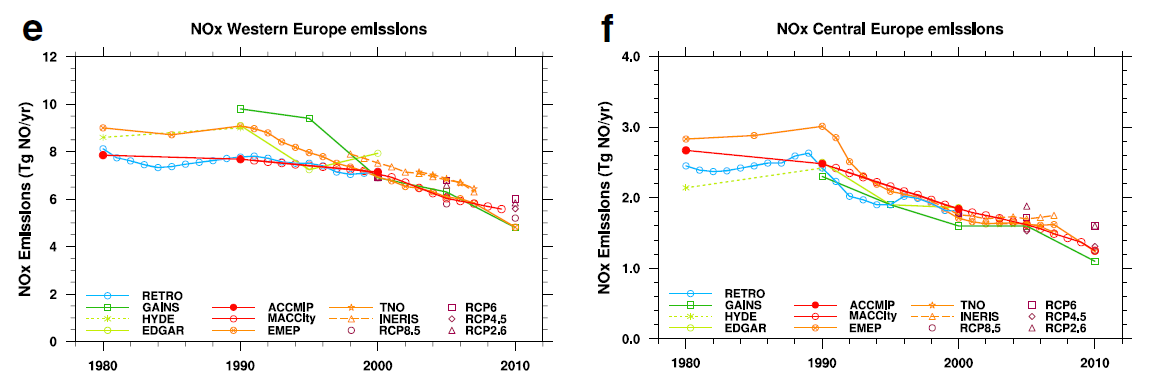 e
NOx Western Europe emissions
NOx Emissions (Tg NO/yr)
12
10
8
6
4
2
0
RETRO
GAINS
HYDE
EDGAR
ACCMIP
MACCity
EMEP
TNO
INERIS
RCP8.5
RCP6
RCP4.5
RCP2.6
1980 1990 2000 2010
f
NOx Central Europe emissions
NOx Emissions (Tg NO/yr)
4.0
3.0
2.0
1.0
0.0
RETRO
GAINS
HYDE
EDGAR
ACCMIP
MACCity
EMEP
TNO
INERIS
RCP8.5
RCP6
RCP4.5
RCP2.6
1980 1990 2000 2010